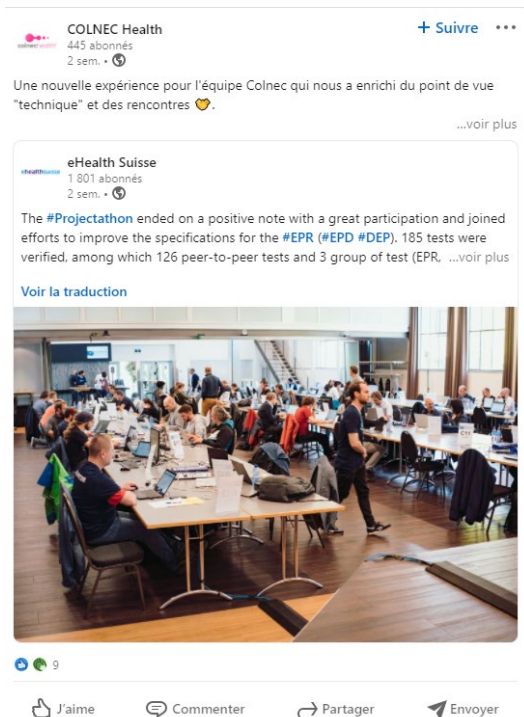 COLNEC Health
+ Suivre
445 abonnés
2 sem. •
Une nouvelle expérience pour l'équipe Colnec qui nous a enrichi du point de vue
"technique" et des rencontres 🤝.
...voir plus
eHealth Suisse
1 801 abonnés
2 sem. •
The #Projectathon ended on a positive note with a great participation and joined
efforts to improve the specifications for the #EPR (#EPD #DEP). 185 tests were
verified, among which 126 peer-to-peer tests and 3 group of test (EPR, ...voir plus
Voir la traduction
9
J'aime
Commenter
Partager
Envoyer